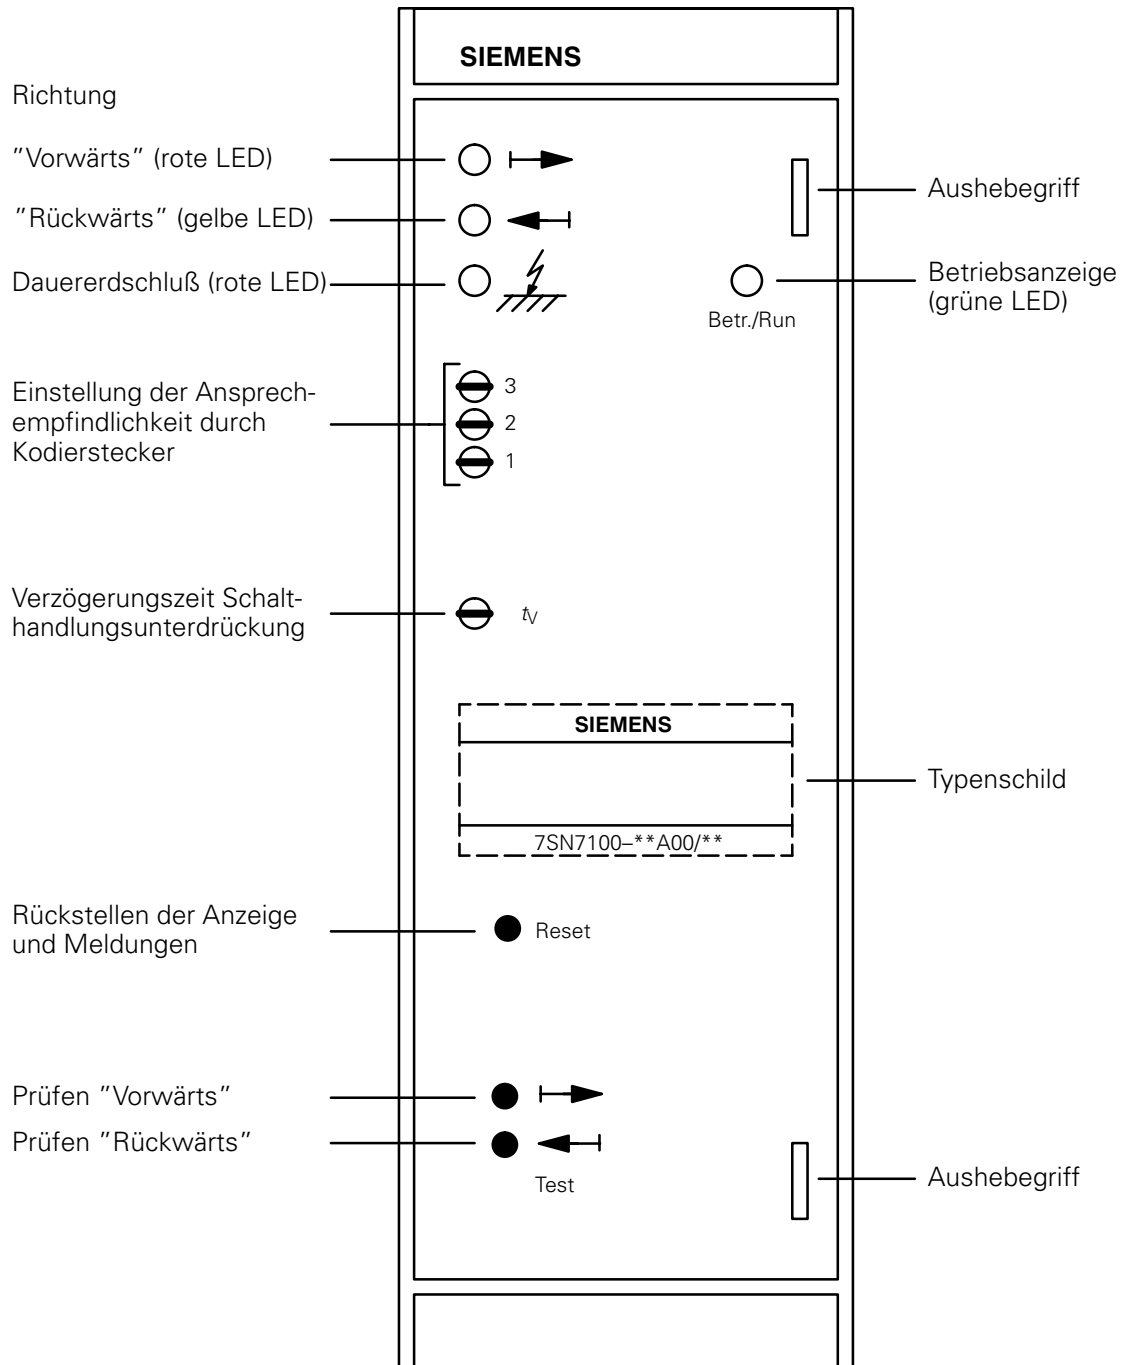 SIEMENS
Richtung
”Vorwärts” (rote LED)
”Rückwärts” (gelbe LED)
Dauererdschluß (rote LED)
Aushebegriff
Betriebsanzeige
(grüne LED)
Betr./Run
Einstellung der Ansprech-
empfindlichkeit durch
Kodierstecker
3
2
1
Verzögerungszeit Schalt-
handlungsunterdrückung
tV
SIEMENS
7SN7100–**A00/**
Typenschild
Rückstellen der Anzeige
und Meldungen
Reset
Prüfen ”Vorwärts”
Prüfen ”Rückwärts”
Test
Aushebegriff